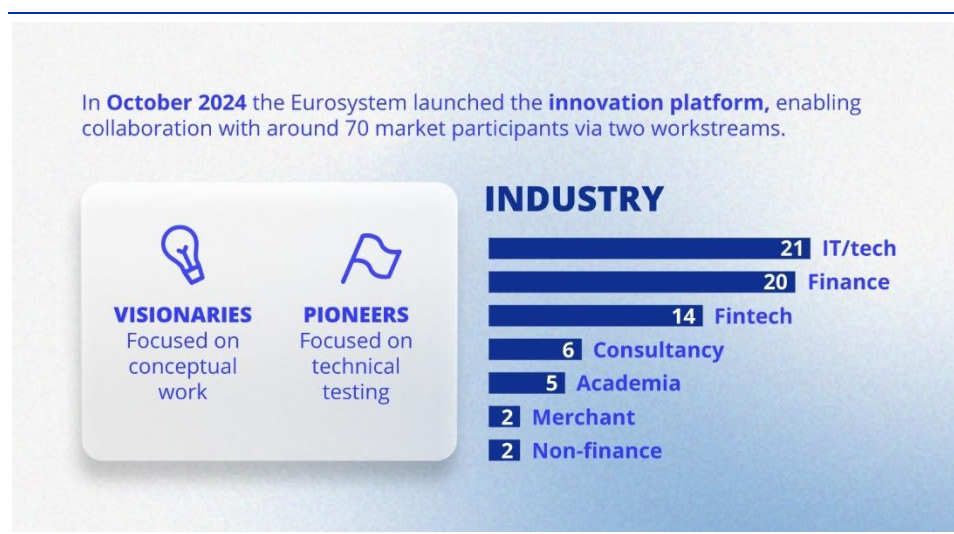 In October 2024 the Eurosystem launched the innovation platform, enabling
collaboration with around 70 market participants via two workstreams.
VISIONARIES
Focused on
conceptual
work
PIONEERS
Focused on
technical
testing
INDUSTRY
21 IT/tech
20 Finance
14 Fintech
6 Consultancy
5 Academia
2 Merchant
2 Non-finance